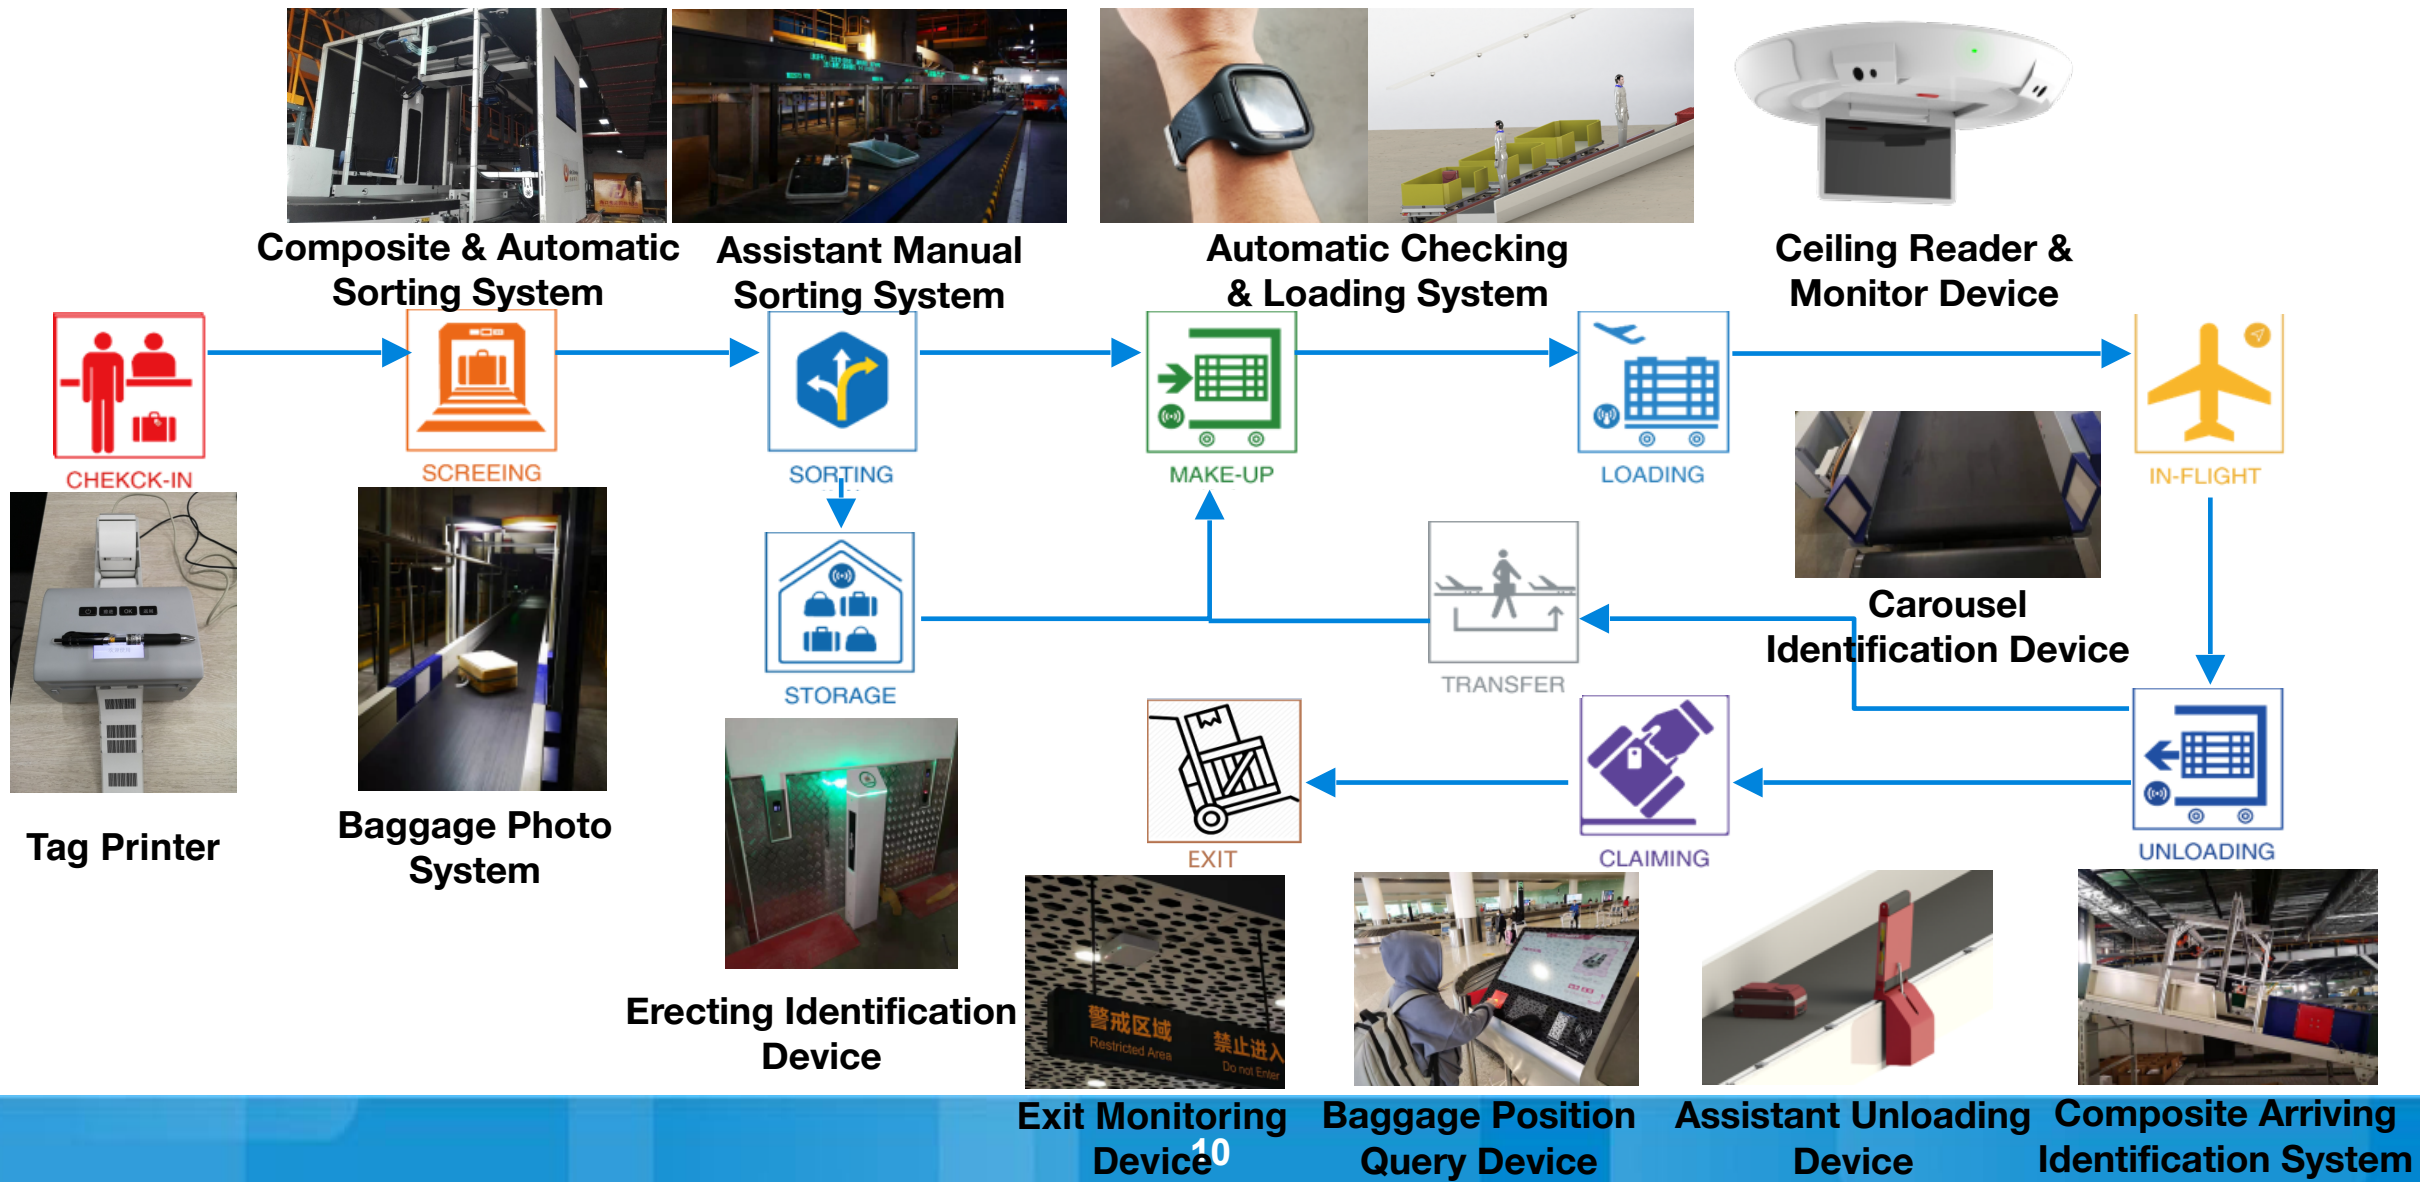 Composite & Automatic
Sorting System
Assistant Manual
Sorting System
Automatic Checking
& Loading System
Ceiling Reader &
Monitor Device
CHEKCK-IN
SCREEING
SORTING
MAKE-UP
LOADING
IN-FLIGHT
Carousel
Identification Device
STORAGE
TRANSFER
Tag Printer
Baggage Photo
System
EXIT
CLAIMING
UNLOADING
Erecting Identification
Device
警戒区域
Restricted Area
禁止进入
Do not Enter
Exit Monitoring
Device
Baggage Position
Query Device
Assistant Unloading
Device
Composite Arriving
Identification System
10